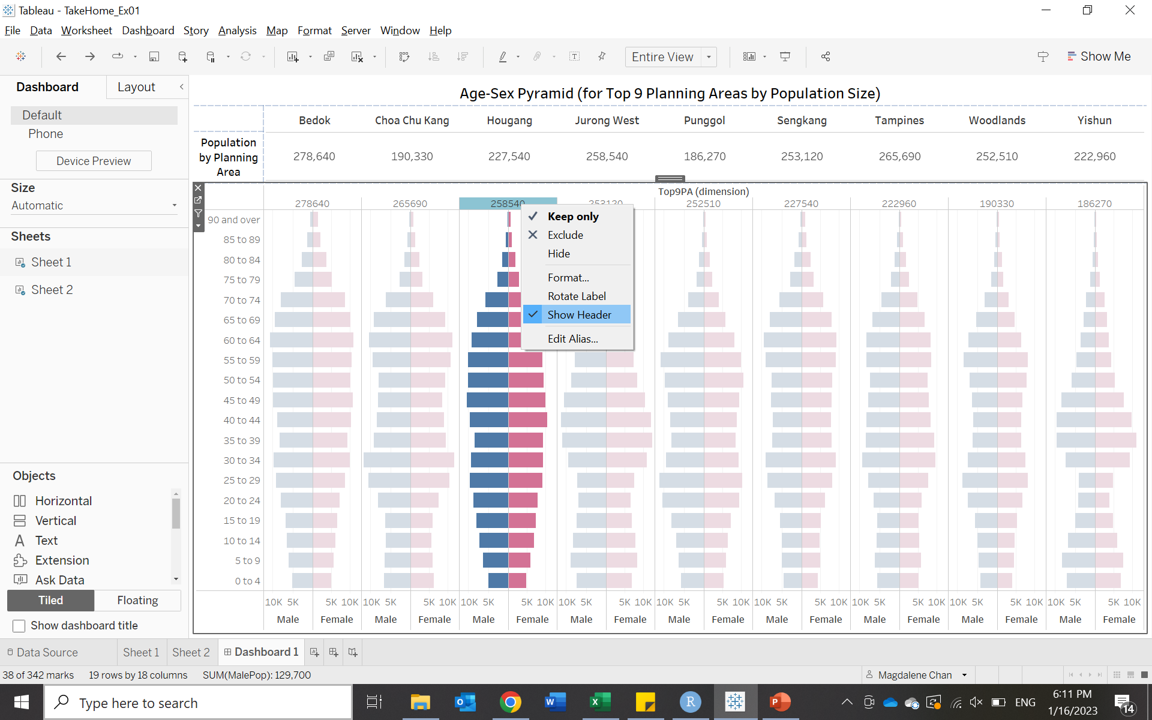 Tableau - TakeHome_Ex01
File Data Worksheet Dashboard Story Analysis Map Format Server Window Help
Entire View
Show Me
Dashboard Layout
Default
Phone
Device Preview
Size
Automatic
Sheets
Sheet 1
Sheet 2
Objects
Horizontal
Vertical
Text
Extension
Ask Data
Tiled Floating
Show dashboard title
Age-Sex Pyramid (for Top 9 Planning Areas by Population Size)
Bedok Choa Chu Kang Hougang Jurong West Punggol Sengkang Tampines Woodlands Yishun
Population
by Planning
Area
278,640 190,330 227,540 258,540 186,270 253,120 265,690 252,510 222,960
Top9PA (dimension)
278640 265690 258540 253120 252510 227540 222960 190330 186270
90 and over
85 to 89
80 to 84
75 to 79
70 to 74
65 to 69
60 to 64
55 to 59
50 to 54
45 to 49
40 to 44
35 to 39
30 to 34
25 to 29
20 to 24
15 to 19
10 to 14
5 to 9
0 to 4
Keep only
Exclude
Hide
Format...
Rotate Label
Show Header
Edit Alias...
10K 5K 5K 10K 10K 5K 5K 10K 10K 5K 5K 10K 10K 5K 5K 10K 10K 5K 5K 10K 10K 5K 5K 10K 10K 5K 5K 10K 10K 5K 5K 10K 10K 5K 5K 10K
Male Female Male Female Male Female Male Female Male Female Male Female Male Female Male Female Male Female
Data Source Sheet 1 Sheet 2 Dashboard 1
38 of 342 marks 19 rows by 18 columns SUM(MalePop): 129,700 Magdalene Chan
Type here to search
ENG
6:11 PM
1/16/2023
14